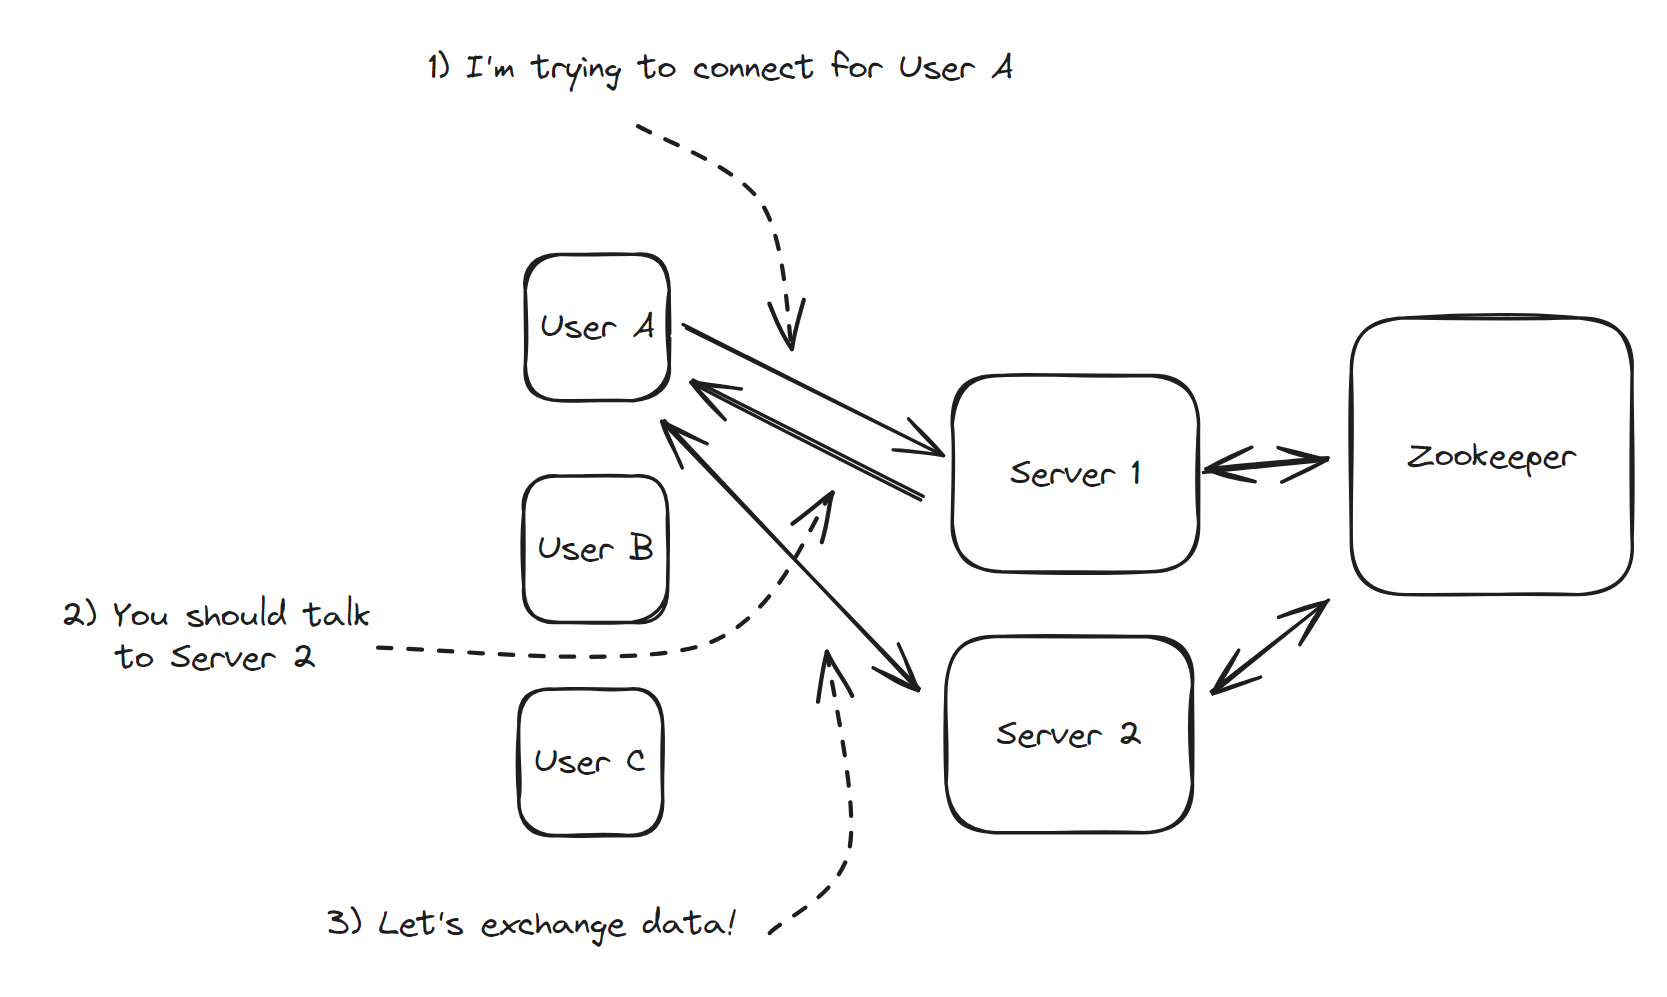 1) I'm trying to connect for User A
User A
Server 1
Zookeeper
User B
2) You should talk
to Server 2
Server 2
User C
3) Let's exchange data!